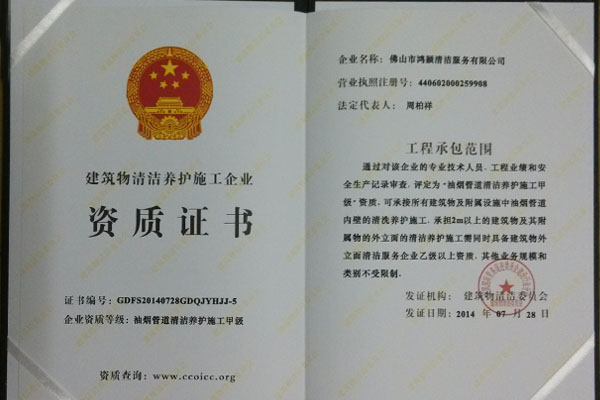 建筑物清洁养护施工企业
资质证书
证书编号：GDFS20140728GDQJYHJJ-5
企业资质等级：油烟管道清洁养护施工甲级
资质查询：www.ccoicc.org
企业名称：佛山市鸿颖清洁服务有限公司
营业执照注册号：440602000259908
法定代表人：周柏祥
工程承包范围
通过对该企业的专业技术人员、工程业绩和安
全生产记录审查，评定为“油烟管道清洁养护施工甲
级”资质，可承接所有建筑物及附属设施中油烟管道
内壁的清洗养护施工，承担2m以上的建筑物及其附
属物的外立面的清洁养护施工需同时具备建筑物外
立面清洁服务企业乙级以上资质，其他业务规模和
类别不受限制。
发证机构：建筑物清洁委员会
发证日期：2014 年 07 月 28 日